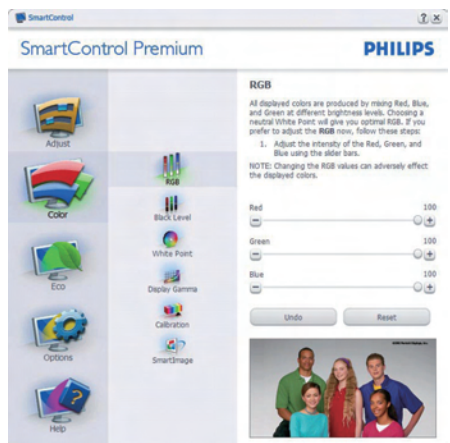 SmartControl
SmartControl Premium
PHILIPS
Adjust
Color
Eco
Options
Help
RGB
Black Level
White Point
Display Gamma
Calibration
SmartImage
RGB
All displayed colors are produced by mixing Red, Blue,
and Green at different brightness levels. Choosing a
neutral White Point will give you optimal RGB. If you
prefer to adjust the RGB now, follow these steps:
1. Adjust the intensity of the Red, Green, and
Blue using the slider bars.
NOTE: Changing the RGB values can adversely effect
the displayed colors.
Red 100
Green 100
Blue 100
Undo Reset